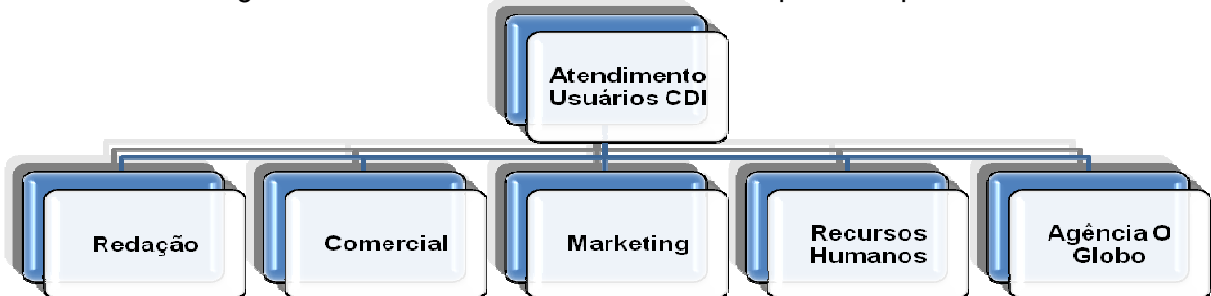 Atendimento
Usuários CDI
Redação
Comercial
Marketing
Recursos
Humanos
Agência O
Globo